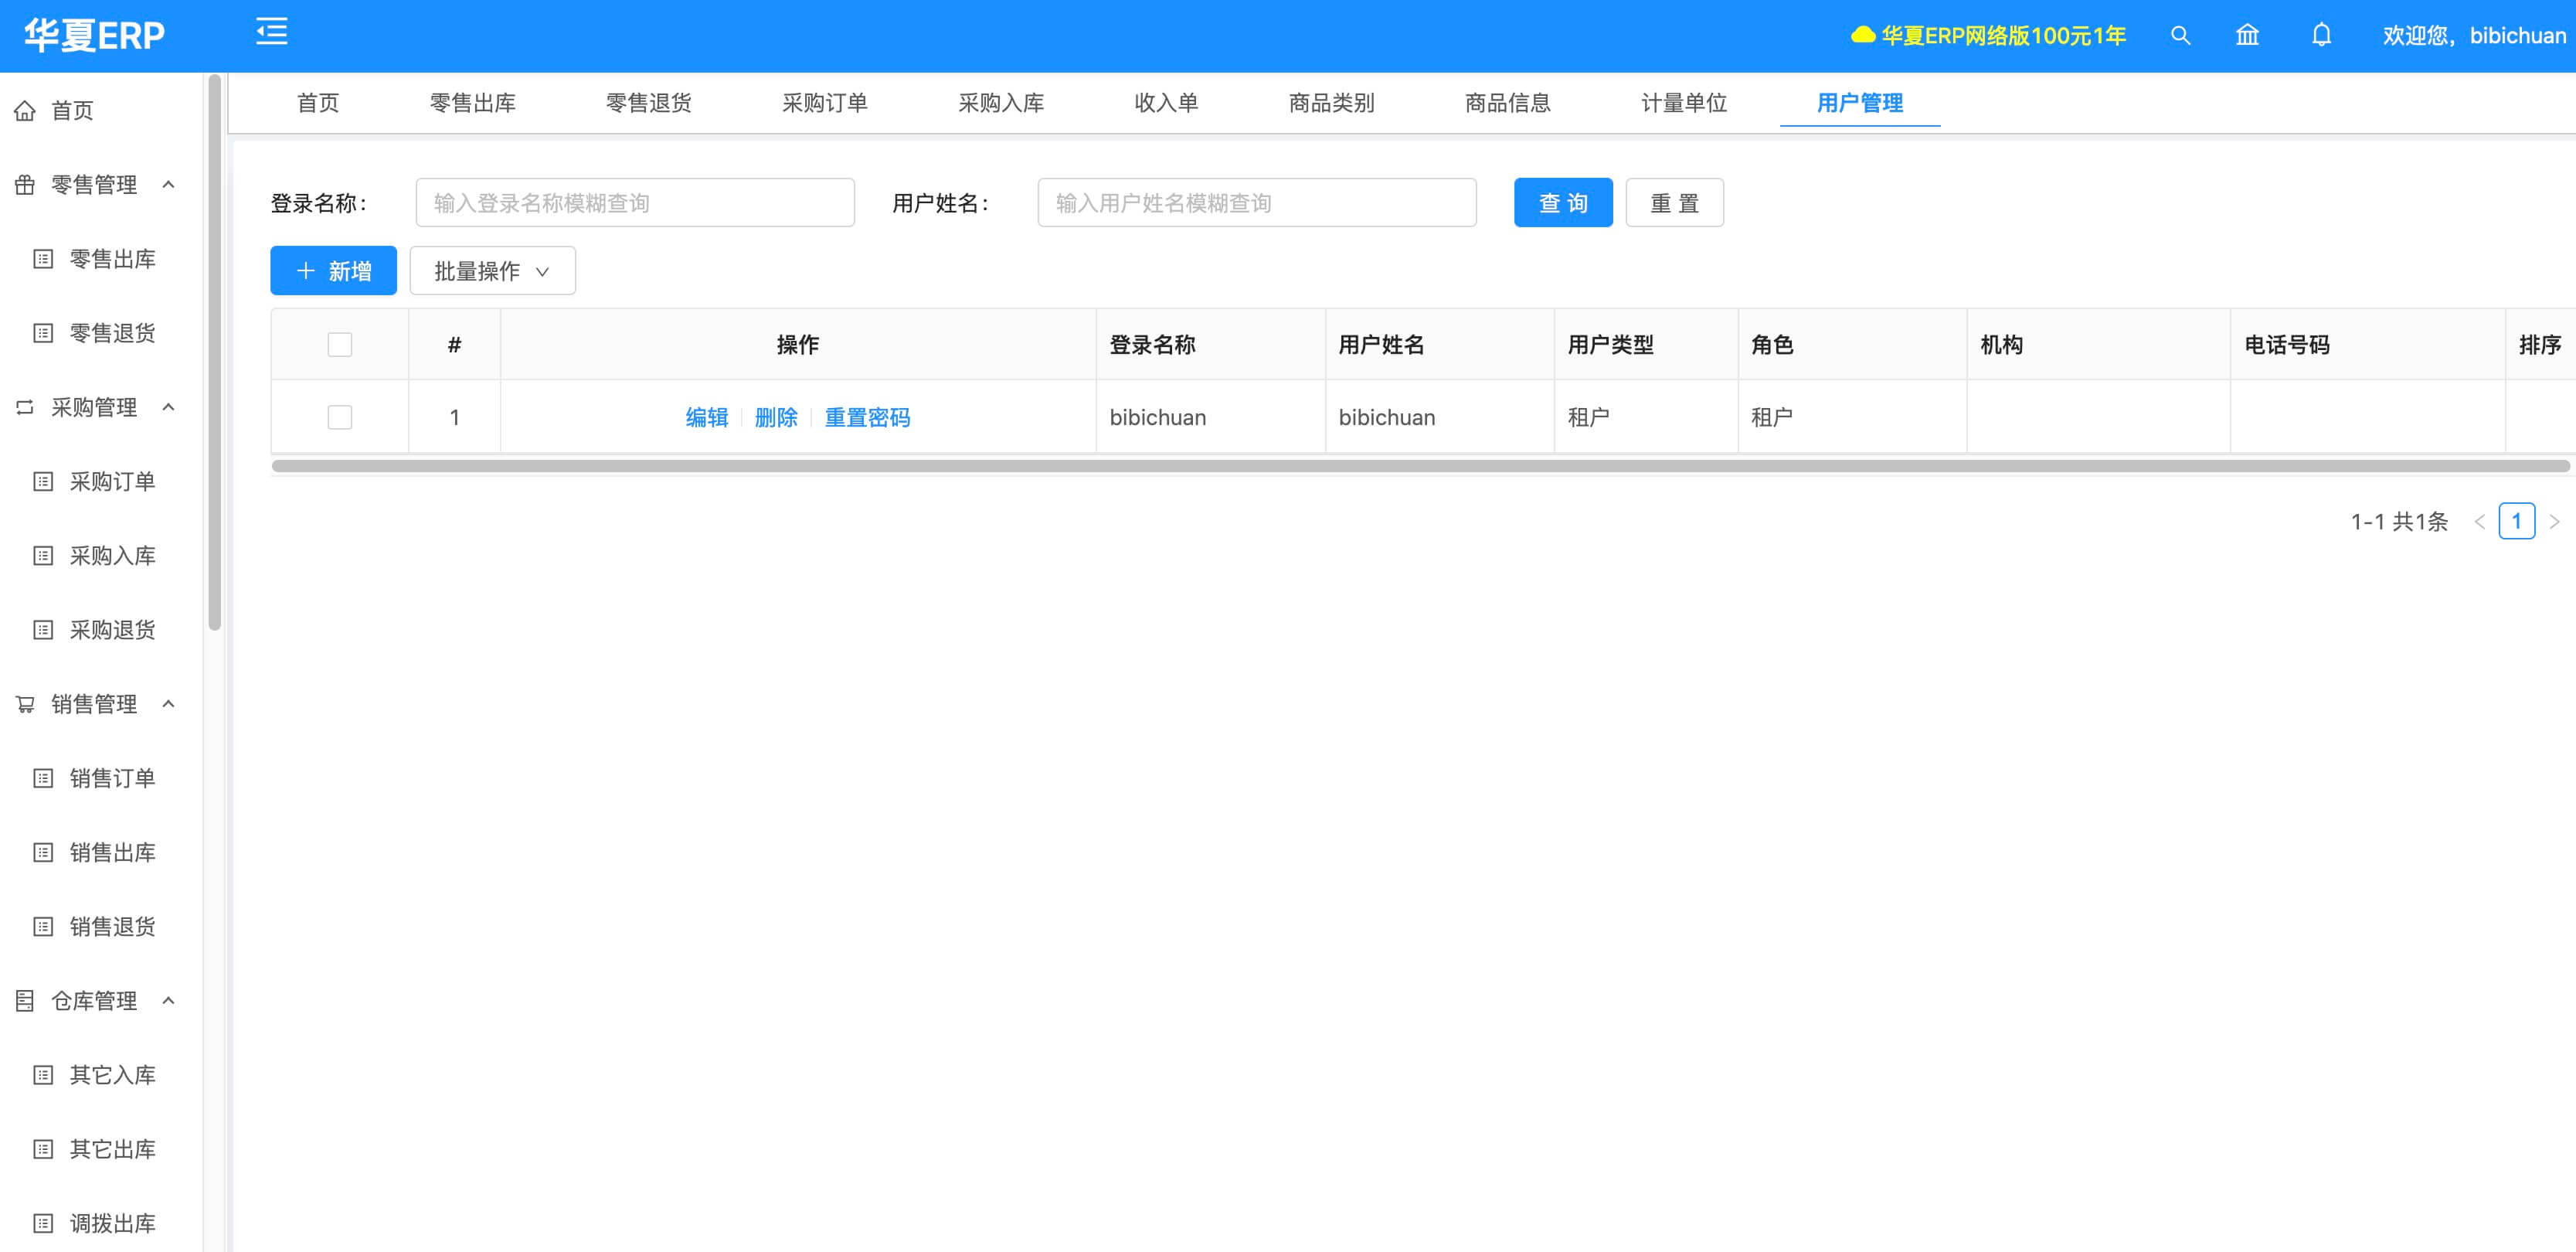 华夏ERP
华夏ERP网络版100元1年
欢迎您，bibichuan
首页 零售出库 零售退货 采购订单 采购入库 收入单 商品类别 商品信息 计量单位 用户管理
首页
零售管理
零售出库
零售退货
采购管理
采购订单
采购入库
采购退货
销售管理
销售订单
销售出库
销售退货
仓库管理
其它入库
其它出库
调拨出库
登录名称： 输入登录名称模糊查询 用户姓名： 输入用户姓名模糊查询 查 询 重 置
新增 批量操作
# 操作 登录名称 用户姓名 用户类型 角色 机构 电话号码 排序
1 编辑 删除 重置密码 bibichuan bibichuan 租户 租户
1-1 共1条 1